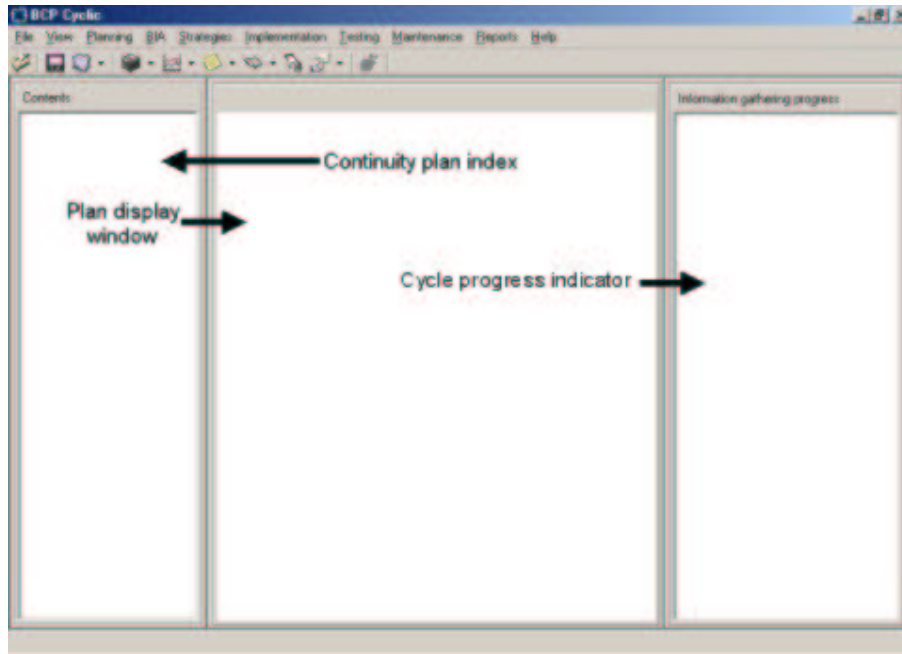 BCP Cyclic
File View Planning BIA Strategies Implementation Testing Maintenance Reports Help
Contents
Information gathering progress
Continuity plan index
Plan display
window
Cycle progress indicator